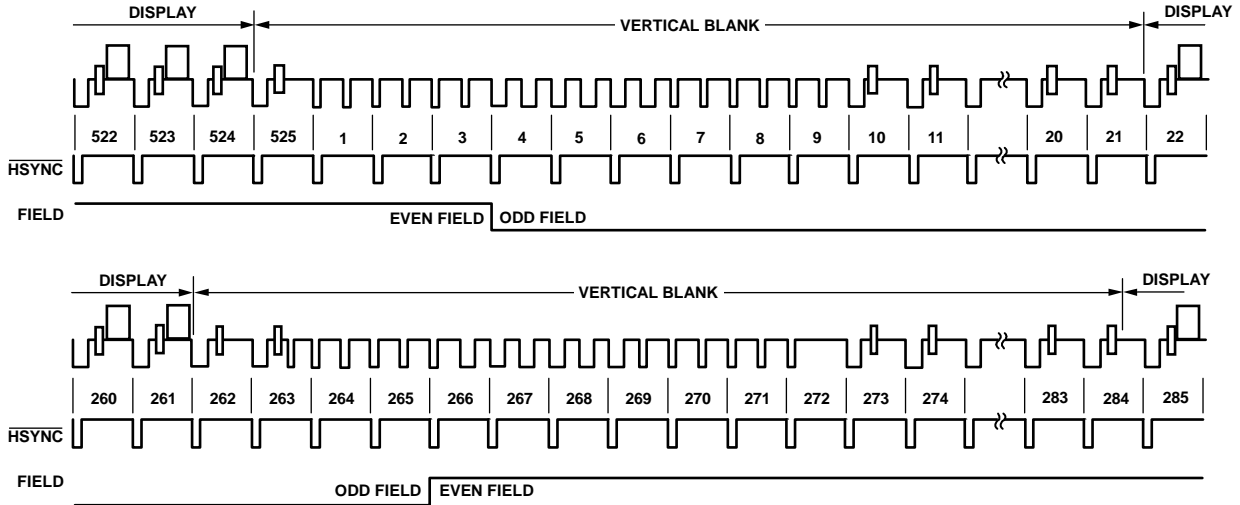 DISPLAY VERTICAL BLANK DISPLAY
522 523 524 525 1 2 3 4 5 6 7 8 9 10 11 20 21 22
HSYNC
FIELD EVEN FIELD ODD FIELD
DISPLAY VERTICAL BLANK DISPLAY
260 261 262 263 264 265 266 267 268 269 270 271 272 273 274 283 284 285
HSYNC
FIELD ODD FIELD EVEN FIELD